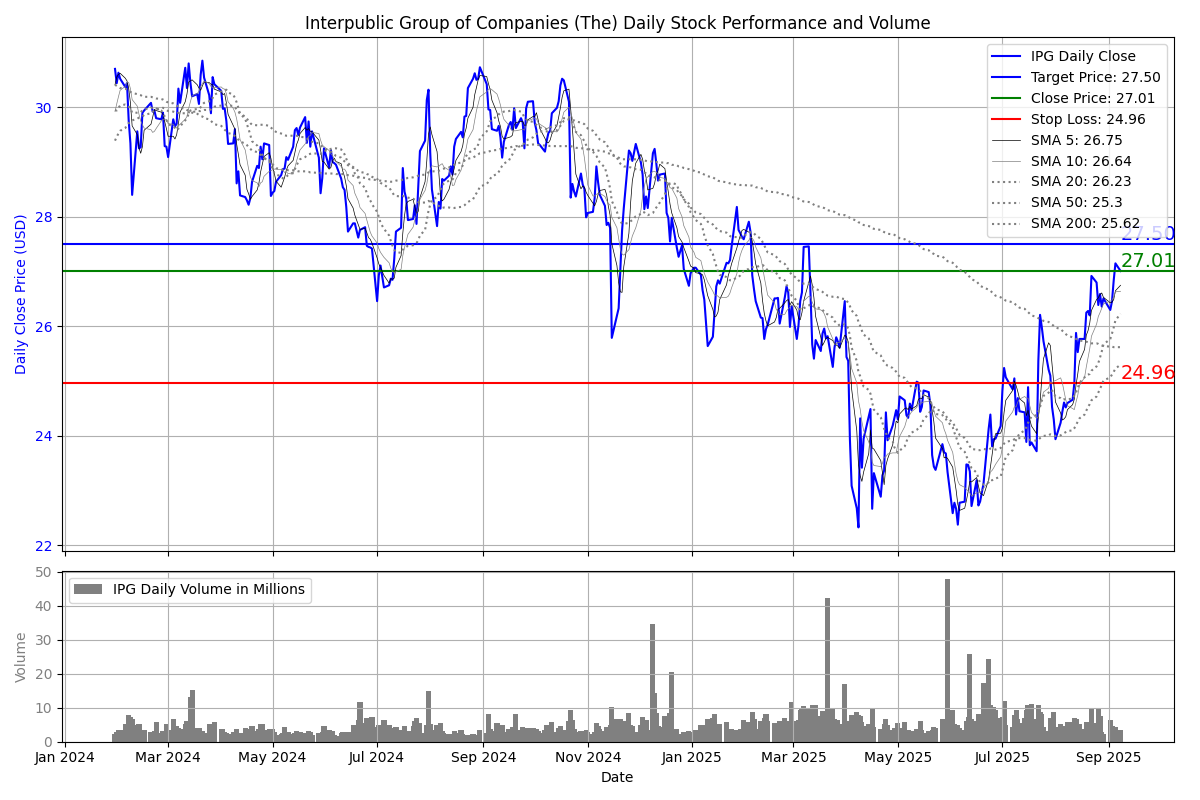 Interpublic Group of Companies (The) Daily Stock Performance and Volume
Daily Close Price (USD)
30
28
26
24
22
IPG Daily Close
Target Price: 27.50
Close Price: 27.01
Stop Loss: 24.96
SMA 5: 26.75
SMA 10: 26.64
SMA 20: 26.23
SMA 50: 25.3
SMA 200: 25.62
27.50
27.01
24.96
Volume
50
40
30
20
10
0
IPG Daily Volume in Millions
Jan 2024 Mar 2024 May 2024 Jul 2024 Sep 2024 Nov 2024 Jan 2025 Mar 2025 May 2025 Jul 2025 Sep 2025
Date